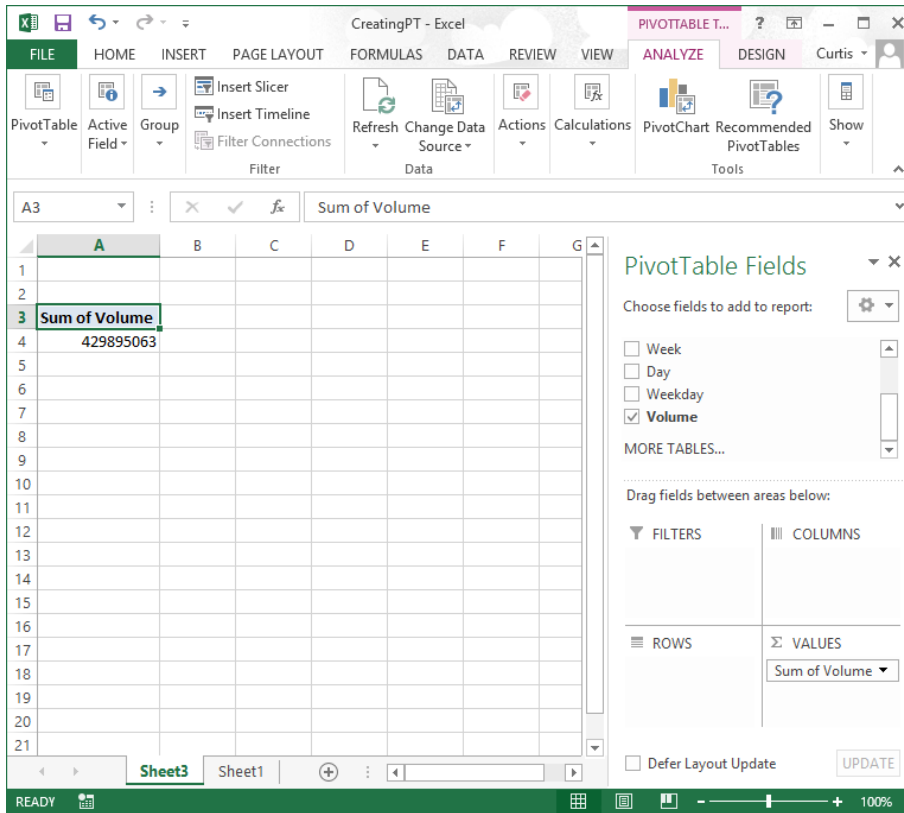 CreatingPT - Excel
PIVOTTABLE T... ?
FILE HOME INSERT PAGE LAYOUT FORMULAS DATA REVIEW VIEW ANALYZE DESIGN Curtis
PivotTable
Active Field
Group
Insert Slicer
Insert Timeline
Filter Connections
Filter
Refresh
Change Data Source
Data
Actions
Calculations
PivotChart
Recommended PivotTables
Tools
Show
A3 fx Sum of Volume
A B C D E F G
1
2
3 Sum of Volume
4 429895063
5
6
7
8
9
10
11
12
13
14
15
16
17
18
19
20
21
PivotTable Fields
Choose fields to add to report:
Week
Day
Weekday
Volume
MORE TABLES...
Drag fields between areas below:
FILTERS COLUMNS
ROWS Σ VALUES
Sum of Volume
Defer Layout Update UPDATE
Sheet3 Sheet1
READY 100%